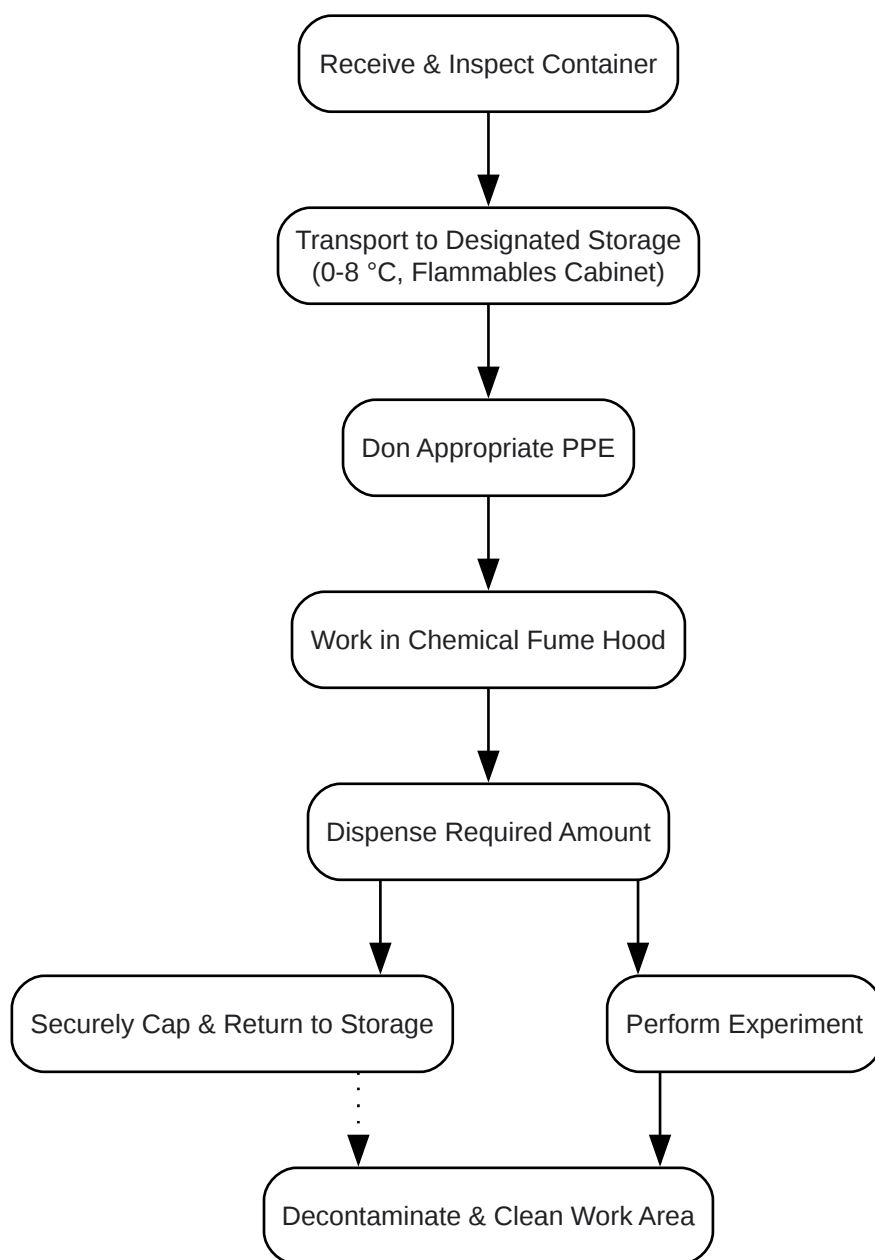 Receive & Inspect Container
Transport to Designated Storage
(0-8 °C, Flammables Cabinet)
Don Appropriate PPE
Work in Chemical Fume Hood
Dispense Required Amount
Securely Cap & Return to Storage
Perform Experiment
Decontaminate & Clean Work Area